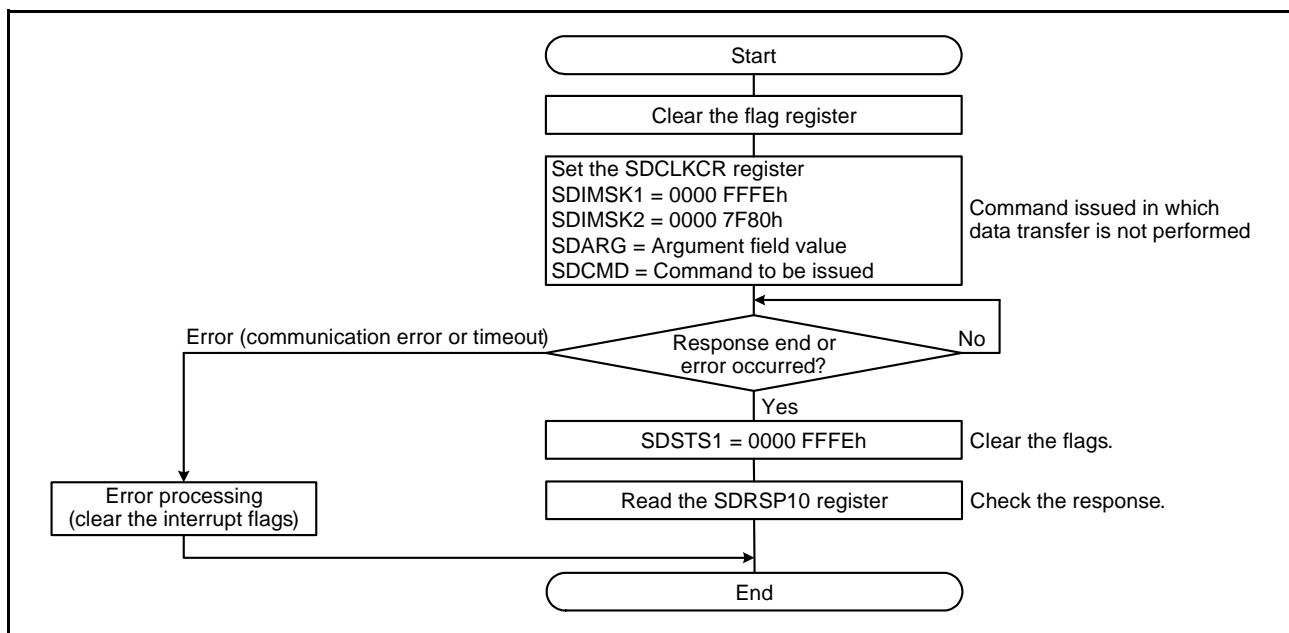 Start
Clear the flag register
Set the SDCLKCR register
SDIMSK1 = 0000 FFFEh
SDIMSK2 = 0000 7F80h
SDARG = Argument field value
SDCMD = Command to be issued
Command issued in which
data transfer is not performed
Error (communication error or timeout)
Response end or
error occurred?
No
Yes
SDSTS1 = 0000 FFFEh
Clear the flags.
Error processing
(clear the interrupt flags)
Read the SDRSP10 register
Check the response.
End